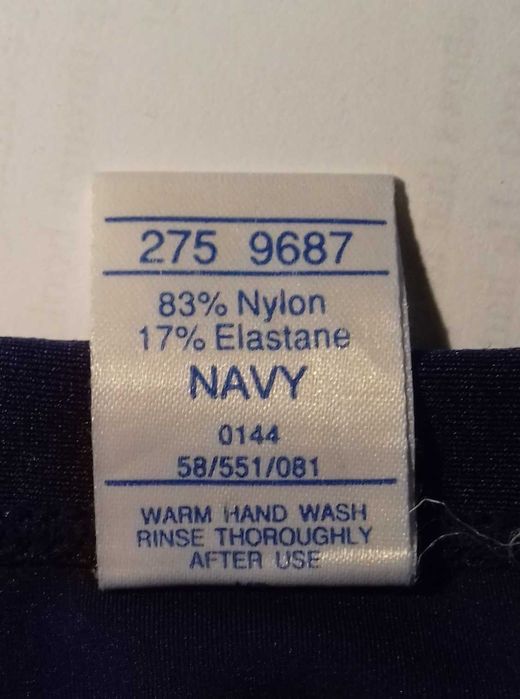 275 9687
83% Nylon
17% Elastane
NAVY
0144
58/551/081
WARM HAND WASH
RINSE THOROUGHLY
AFTER USE